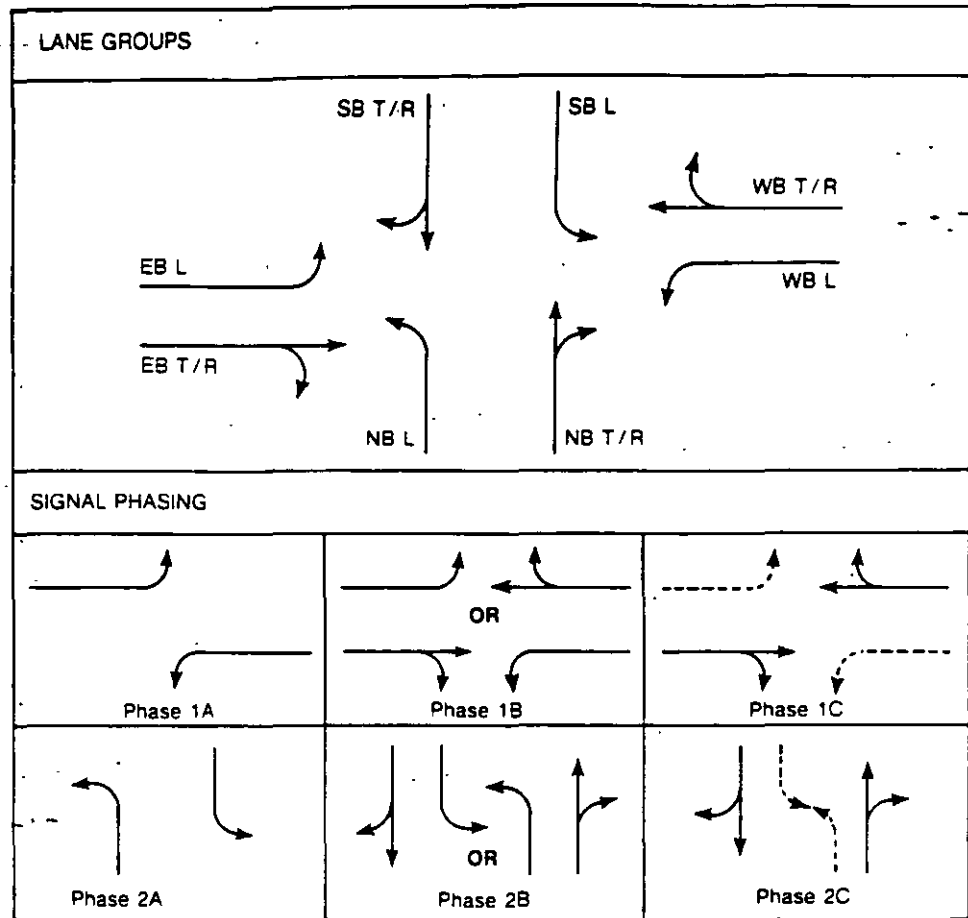 LANE GROUPS
SB T/R
SB L
WB T/R
EB L
WB L
EB T/R
NB L
NB T/R
SIGNAL PHASING
OR
Phase 1A
Phase 1B
Phase 1C
OR
Phase 2A
Phase 2B
Phase 2C